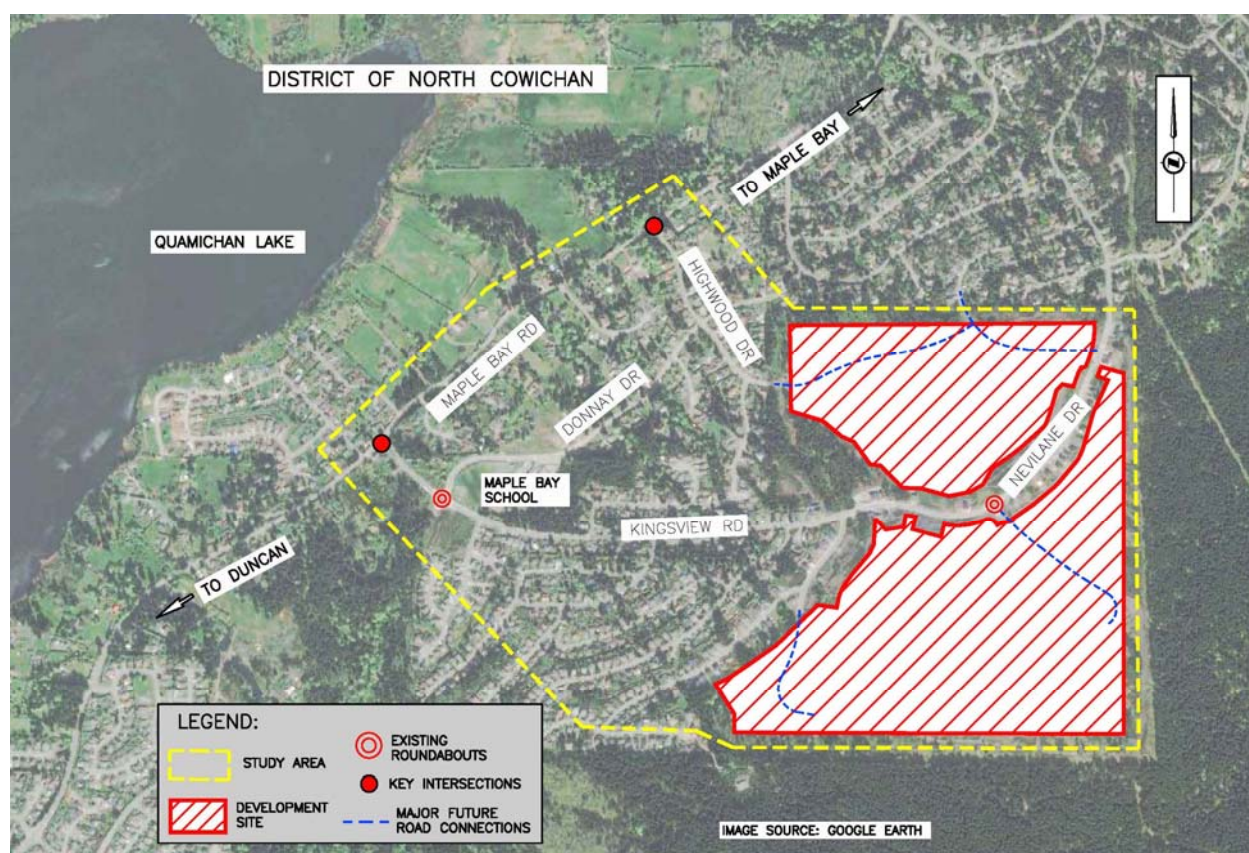 DISTRICT OF NORTH COWICHAN
TO MAPLE BAY
N
QUAMICHAN LAKE
HIGHWOOD DR
MAPLE BAY RD
DONNAY DR
NEVILANE DR
MAPLE BAY
SCHOOL
KINGSVIEW RD
TO DUNCAN
LEGEND:
STUDY AREA
EXISTING
ROUNDABOUTS
KEY INTERSECTIONS
DEVELOPMENT
SITE
MAJOR FUTURE
ROAD CONNECTIONS
IMAGE SOURCE: GOOGLE EARTH